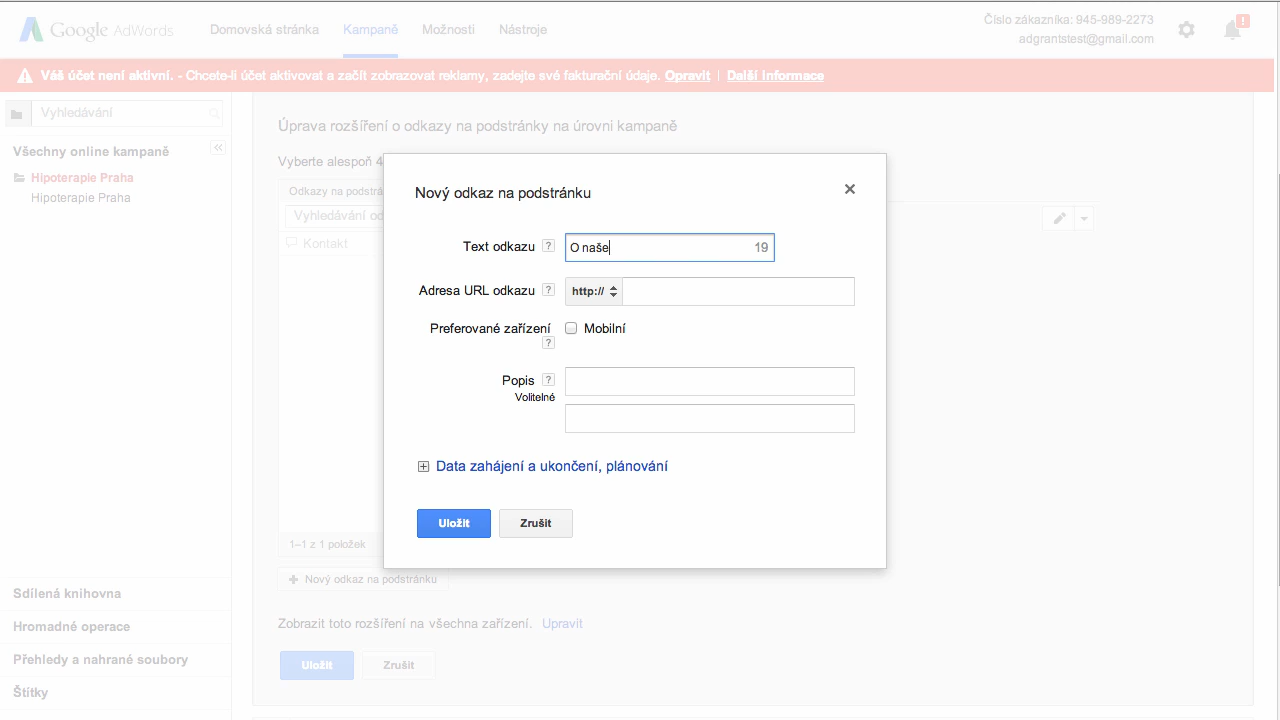 Google AdWords
Domovská stránka
Kampaně
Možnosti
Nástroje
Číslo zákazníka: 945-989-2273
adgrantstest@gmail.com
!
Váš účet není aktivní. - Chcete-li účet aktivovat a začít zobrazovat reklamy, zadejte své fakturační údaje. Opravit | Další informace
Vyhledávání
Všechny online kampaně
«
Hipoterapie Praha
Hipoterapie Praha
Sdílená knihovna
Hromadné operace
Přehledy a nahrané soubory
Štítky
Úprava rozšíření o odkazy na podstránky na úrovni kampaně
Vyberte alespoň 4
Odkazy na podstrá
Vyhledávání od
Kontakt
Nový odkaz na podstránku
Text odkazu ?
O naše
19
Adresa URL odkazu ?
http://
Preferované zařízení
?
Mobilní
Popis ?
Volitelné
Data zahájení a ukončení, plánování
Uložit
Zrušit
1–1 z 1 položek
Nový odkaz na podstránku
Zobrazit toto rozšíření na všechna zařízení. Upravit
Uložit
Zrušit